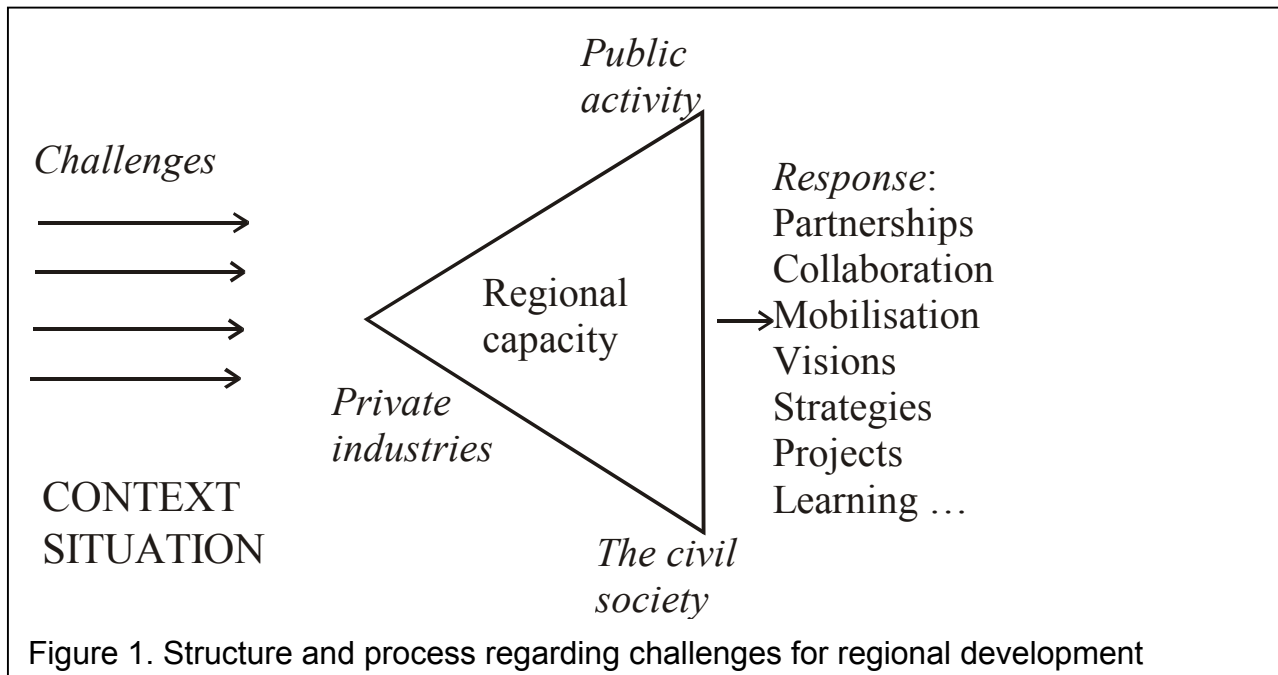 Public
activity
Challenges
Response:
Partnerships
Collaboration
Mobilisation
Visions
Strategies
Projects
Learning …
Regional
capacity
Private
industries
CONTEXT
SITUATION
The civil
society
Figure 1. Structure and process regarding challenges for regional development